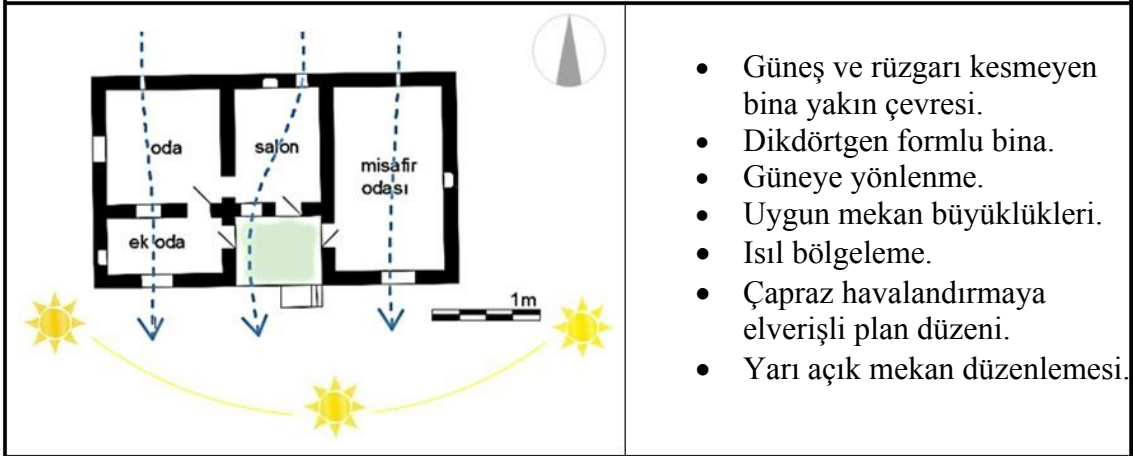 oda
salon
misafir
odası
ek oda
1m
• Güneş ve rüzgarı kesmeyen
bina yakın çevresi.
• Dikdörtgen formlu bina.
• Güneye yönlenme.
• Uygun mekan büyüklükleri.
• Isıl bölgeleme.
• Çapraz havalandırmaya
elverişli plan düzeni.
• Yarı açık mekan düzenlemesi.